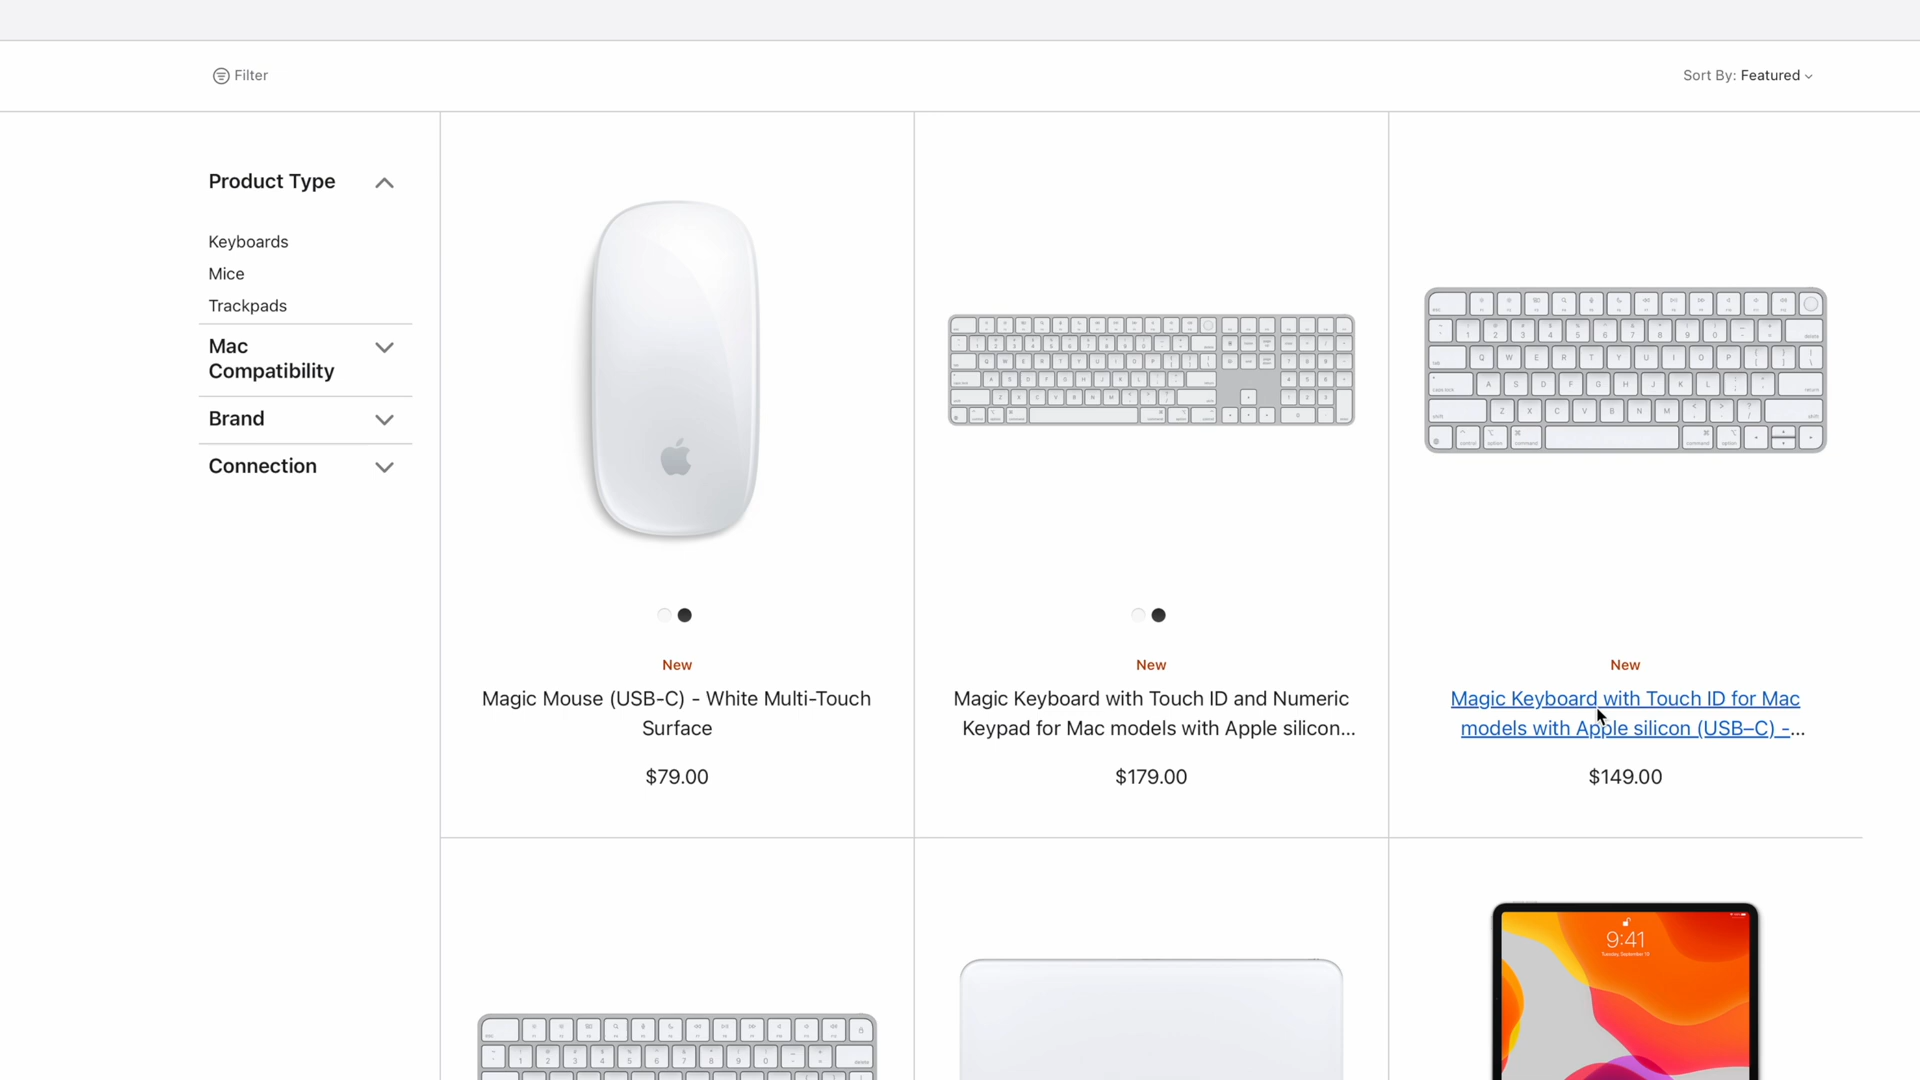 Filter
Sort By: Featured
Product Type
Keyboards
Mice
Trackpads
Mac
Compatibility
Brand
Connection
New
Magic Mouse (USB-C) - White Multi-Touch
Surface
$79.00
New
Magic Keyboard with Touch ID and Numeric
Keypad for Mac models with Apple silicon...
$179.00
New
Magic Keyboard with Touch ID for Mac
models with Apple silicon (USB–C) -...
$149.00
9:41